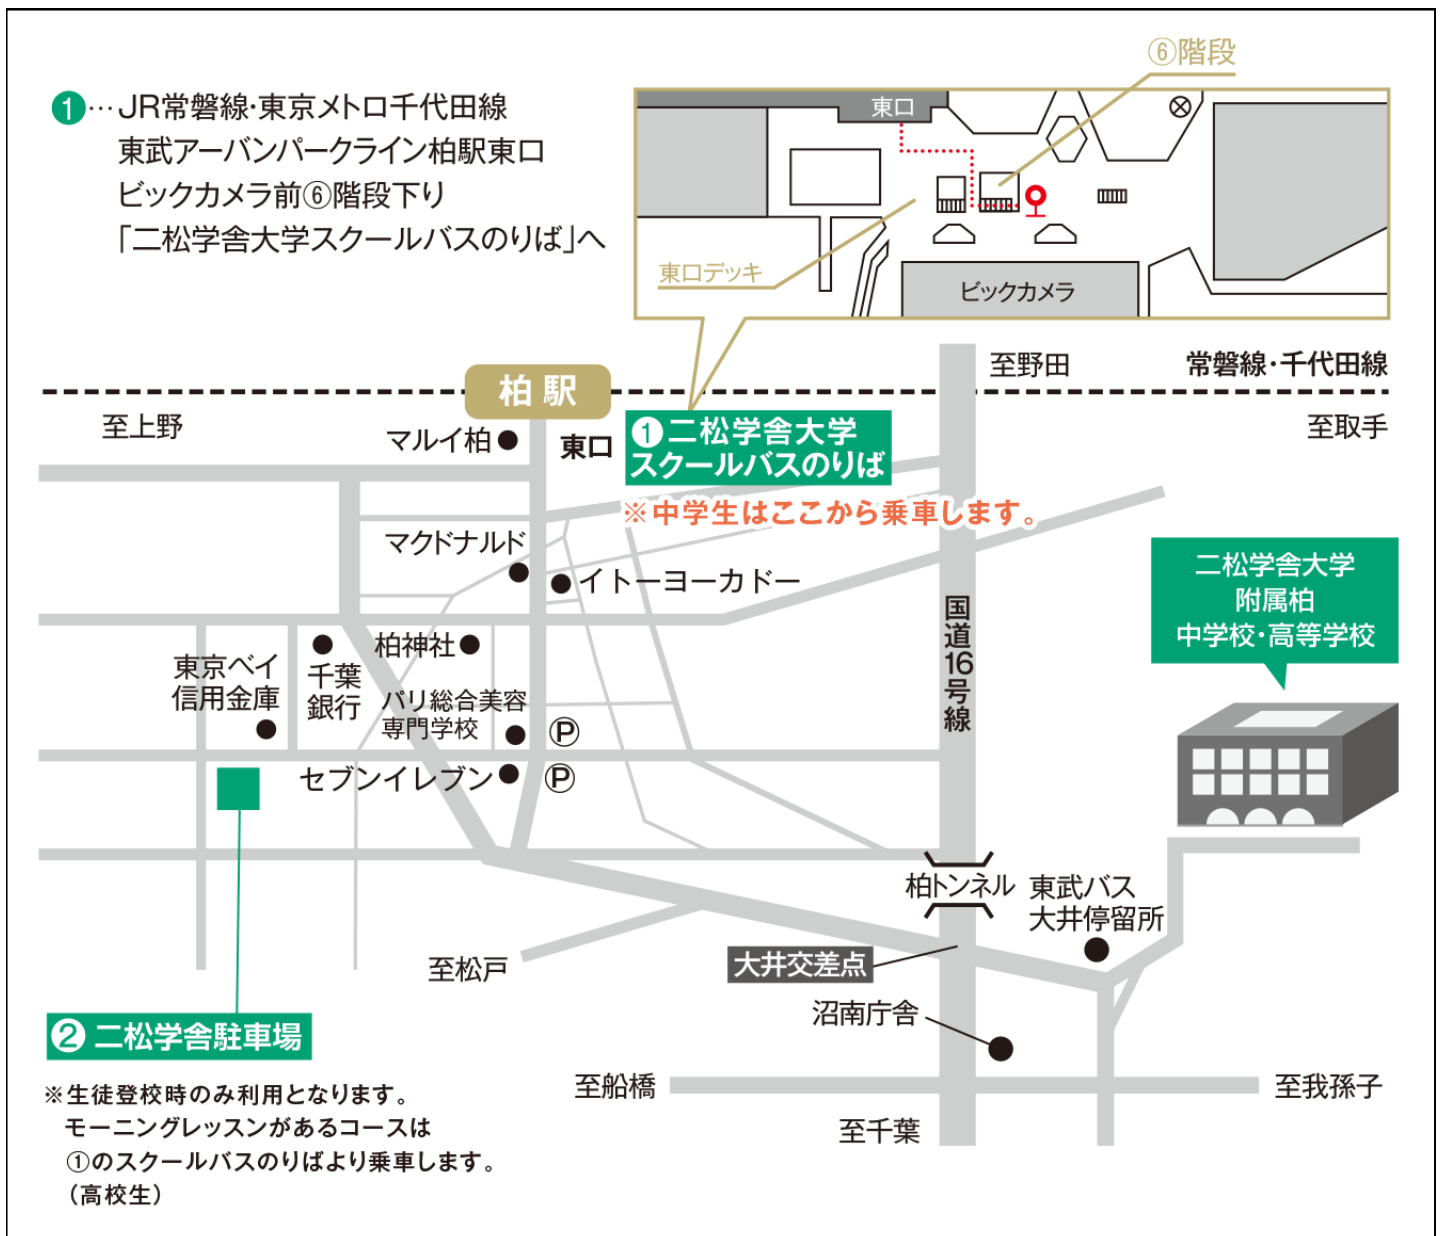 ❶…JR常磐線・東京メトロ千代田線
東武アーバンパークライン柏駅東口
ビックカメラ前⑥階段下り
「二松学舎大学スクールバスのりば」へ
⑥階段
東口
東口デッキ
ビックカメラ
至野田
常磐線・千代田線
柏駅
至上野
至取手
マルイ柏
東口
❶二松学舎大学
スクールバスのりば
※中学生はここから乗車します。
マクドナルド
イトーヨーカドー
二松学舎大学
附属柏
中学校・高等学校
国道16号線
柏神社
東京ベイ
信用金庫
千葉
銀行
パリ総合美容
専門学校
Ⓟ
セブンイレブン
Ⓟ
柏トンネル
東武バス
大井停留所
至松戸
大井交差点
沼南庁舎
❷二松学舎駐車場
至船橋
至我孫子
至千葉
※生徒登校時のみ利用となります。
モーニングレッスンがあるコースは
①のスクールバスのりばより乗車します。
（高校生）